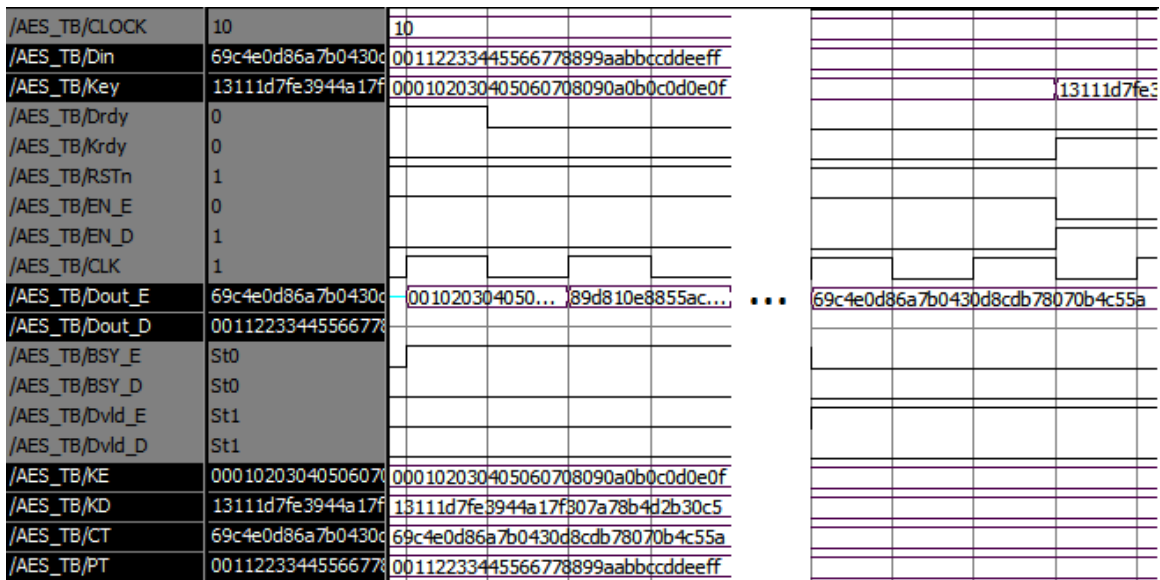 /AES_TB/CLOCK 10 10
/AES_TB/Din 69c4e0d86a7b0430d 00112233445566778899aabbccddeeff
/AES_TB/Key 13111d7fe3944a17f 000102030405060708090a0b0c0d0e0f 13111d7fe3
/AES_TB/Drdy 0
/AES_TB/Krdy 0
/AES_TB/RSTn 1
/AES_TB/EN_E 0
/AES_TB/EN_D 1
/AES_TB/CLK 1
/AES_TB/Dout_E 69c4e0d86a7b0430d 001020304050... 89d810e8855ac... ... 69c4e0d86a7b0430d8cdb78070b4c55a
/AES_TB/Dout_D 00112233445566778
/AES_TB/BSY_E St0
/AES_TB/BSY_D St0
/AES_TB/Dvld_E St1
/AES_TB/Dvld_D St1
/AES_TB/KE 00010203040506070 000102030405060708090a0b0c0d0e0f
/AES_TB/KD 13111d7fe3944a17f 13111d7fe3944a17f307a78b4d2b30c5
/AES_TB/CT 69c4e0d86a7b0430d 69c4e0d86a7b0430d8cdb78070b4c55a
/AES_TB/PT 00112233445566778 00112233445566778899aabbccddeeff